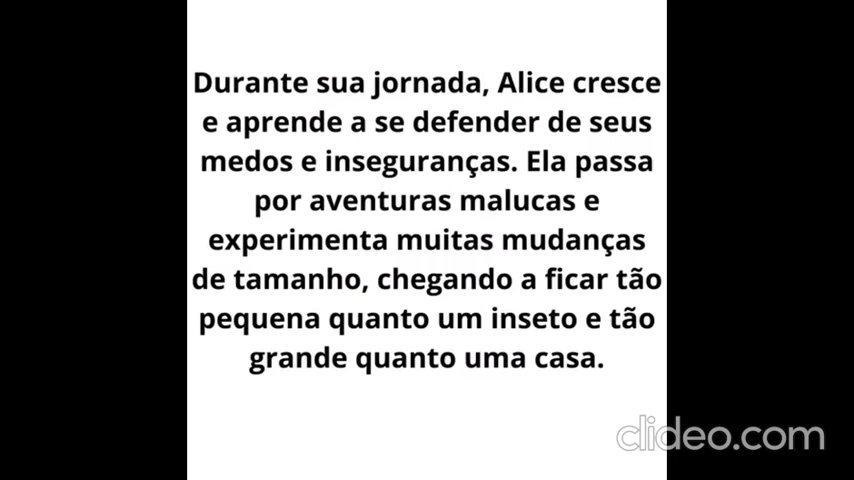 Durante sua jornada, Alice cresce
e aprende a se defender de seus
medos e inseguranças. Ela passa
por aventuras malucas e
experimenta muitas mudanças
de tamanho, chegando a ficar tão
pequena quanto um inseto e tão
grande quanto uma casa.
clideo.com